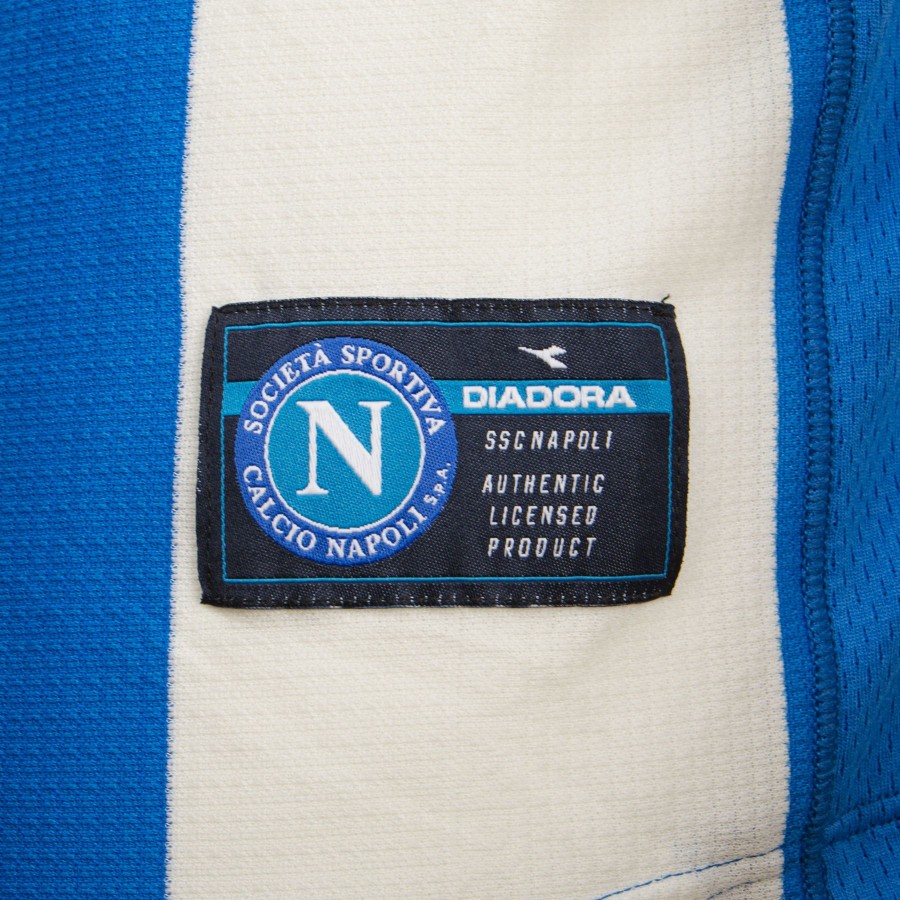 SOCIETÀ SPORTIVA
CALCIO NAPOLI S.p.A.
N
DIADORA
SSCNAPOLI
AUTHENTIC
LICENSED
PRODUCT